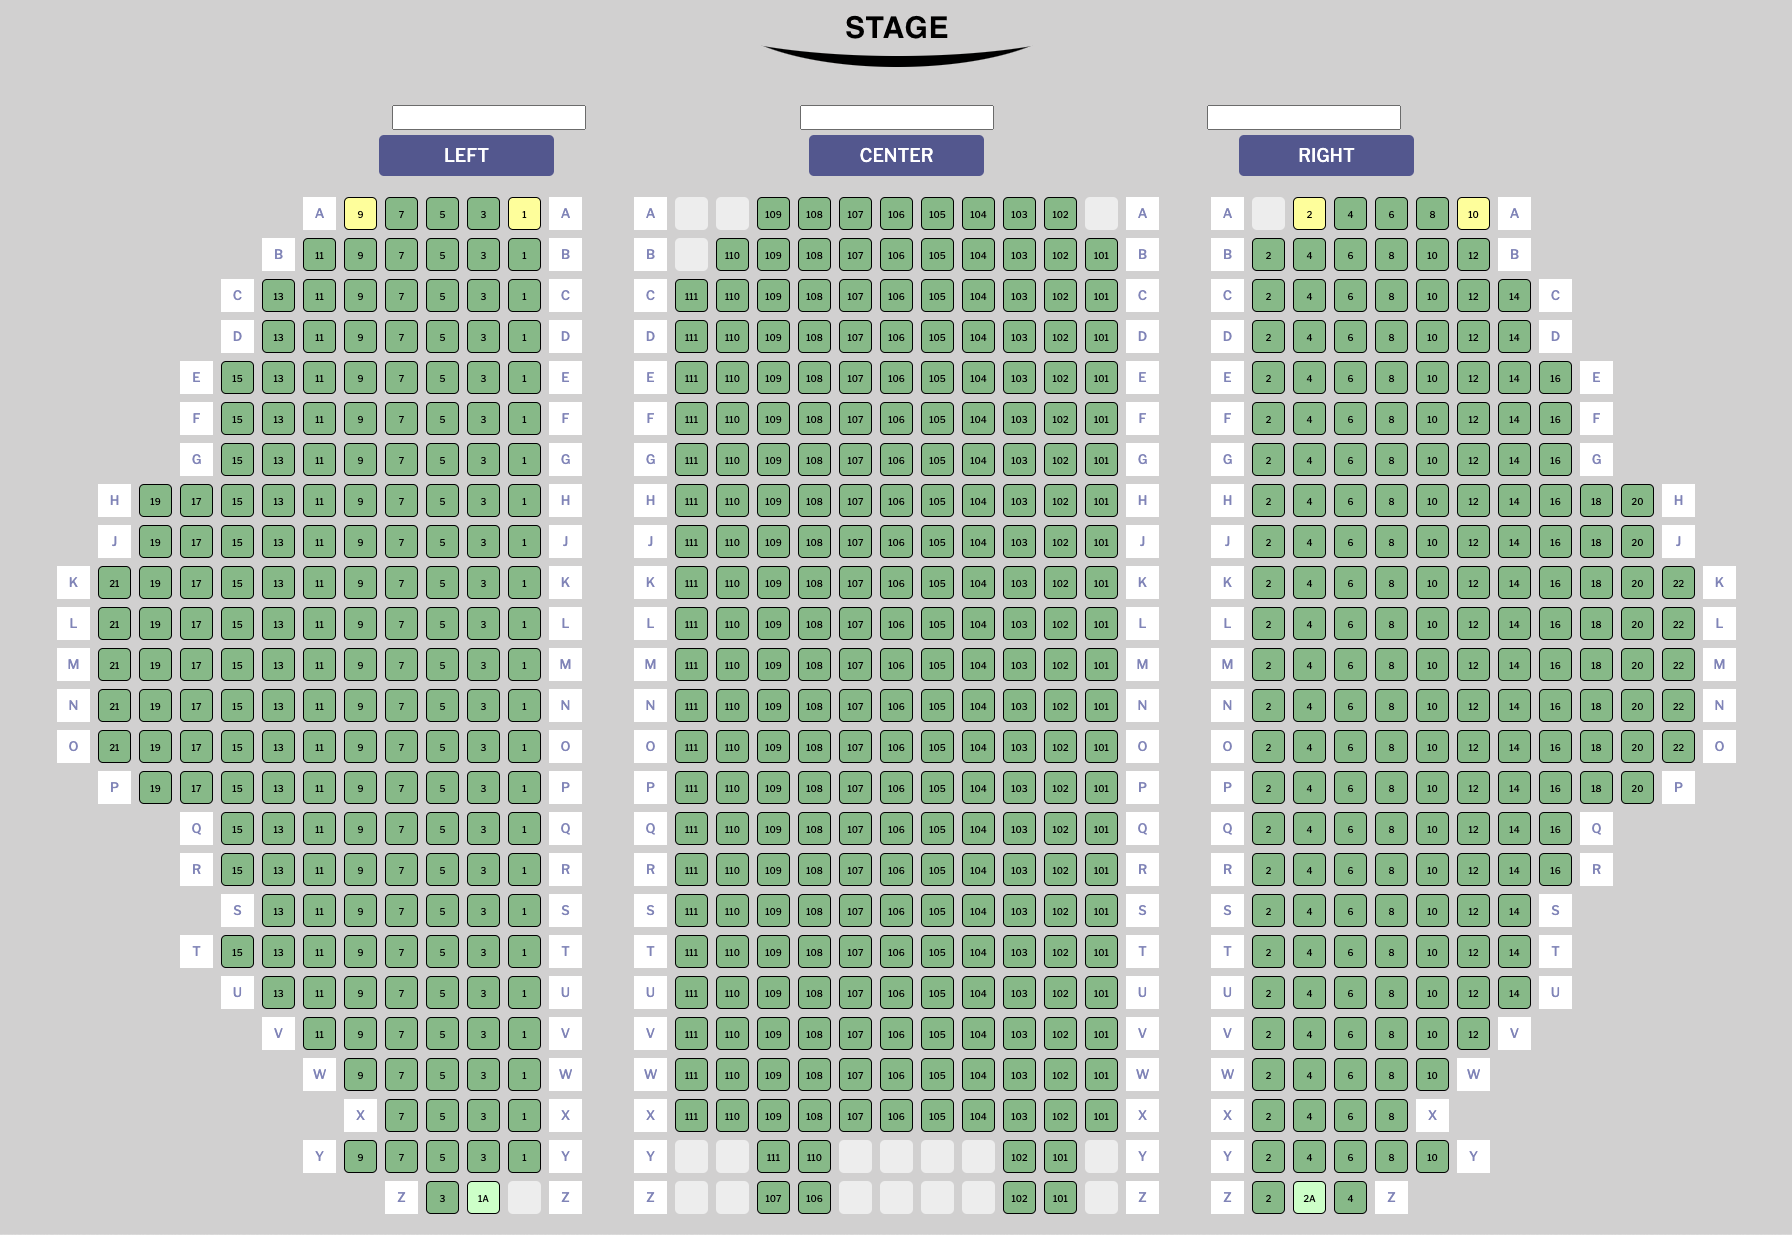 STAGE
LEFT CENTER RIGHT
A 9 7 5 3 1 A A 109 108 107 106 105 104 103 102 A A 2 4 6 8 10 A
B 11 9 7 5 3 1 B B 110 109 108 107 106 105 104 103 102 101 B B 2 4 6 8 10 12 B
C 13 11 9 7 5 3 1 C C 111 110 109 108 107 106 105 104 103 102 101 C C 2 4 6 8 10 12 14 C
D 13 11 9 7 5 3 1 D D 111 110 109 108 107 106 105 104 103 102 101 D D 2 4 6 8 10 12 14 D
E 15 13 11 9 7 5 3 1 E E 111 110 109 108 107 106 105 104 103 102 101 E E 2 4 6 8 10 12 14 16 E
F 15 13 11 9 7 5 3 1 F F 111 110 109 108 107 106 105 104 103 102 101 F F 2 4 6 8 10 12 14 16 F
G 15 13 11 9 7 5 3 1 G G 111 110 109 108 107 106 105 104 103 102 101 G G 2 4 6 8 10 12 14 16 G
H 19 17 15 13 11 9 7 5 3 1 H H 111 110 109 108 107 106 105 104 103 102 101 H H 2 4 6 8 10 12 14 16 18 20 H
J 19 17 15 13 11 9 7 5 3 1 J J 111 110 109 108 107 106 105 104 103 102 101 J J 2 4 6 8 10 12 14 16 18 20 J
K 21 19 17 15 13 11 9 7 5 3 1 K K 111 110 109 108 107 106 105 104 103 102 101 K K 2 4 6 8 10 12 14 16 18 20 22 K
L 21 19 17 15 13 11 9 7 5 3 1 L L 111 110 109 108 107 106 105 104 103 102 101 L L 2 4 6 8 10 12 14 16 18 20 22 L
M 21 19 17 15 13 11 9 7 5 3 1 M M 111 110 109 108 107 106 105 104 103 102 101 M M 2 4 6 8 10 12 14 16 18 20 22 M
N 21 19 17 15 13 11 9 7 5 3 1 N N 111 110 109 108 107 106 105 104 103 102 101 N N 2 4 6 8 10 12 14 16 18 20 22 N
O 21 19 17 15 13 11 9 7 5 3 1 O O 111 110 109 108 107 106 105 104 103 102 101 O O 2 4 6 8 10 12 14 16 18 20 22 O
P 19 17 15 13 11 9 7 5 3 1 P P 111 110 109 108 107 106 105 104 103 102 101 P P 2 4 6 8 10 12 14 16 18 20 P
Q 15 13 11 9 7 5 3 1 Q Q 111 110 109 108 107 106 105 104 103 102 101 Q Q 2 4 6 8 10 12 14 16 Q
R 15 13 11 9 7 5 3 1 R R 111 110 109 108 107 106 105 104 103 102 101 R R 2 4 6 8 10 12 14 16 R
S 13 11 9 7 5 3 1 S S 111 110 109 108 107 106 105 104 103 102 101 S S 2 4 6 8 10 12 14 S
T 15 13 11 9 7 5 3 1 T T 111 110 109 108 107 106 105 104 103 102 101 T T 2 4 6 8 10 12 14 T
U 13 11 9 7 5 3 1 U U 111 110 109 108 107 106 105 104 103 102 101 U U 2 4 6 8 10 12 14 U
V 11 9 7 5 3 1 V V 111 110 109 108 107 106 105 104 103 102 101 V V 2 4 6 8 10 12 V
W 9 7 5 3 1 W W 111 110 109 108 107 106 105 104 103 102 101 W W 2 4 6 8 10 W
X 7 5 3 1 X X 111 110 109 108 107 106 105 104 103 102 101 X X 2 4 6 8 X
Y 9 7 5 3 1 Y Y 111 110 102 101 Y Y 2 4 6 8 10 Y
Z 3 1A Z Z 107 106 102 101 Z Z 2 2A 4 Z